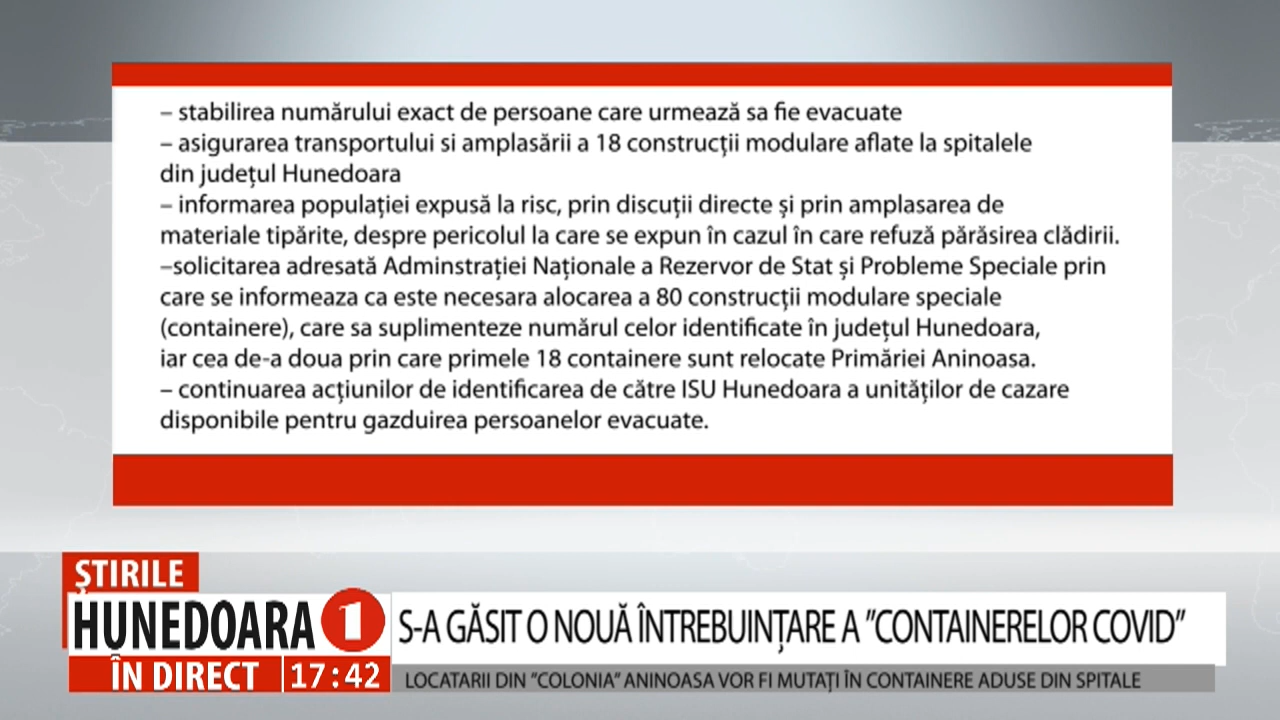 – stabilirea numărului exact de persoane care urmează sa fie evacuate
– asigurarea transportului si amplasării a 18 construcții modulare aflate la spitalele
din județul Hunedoara
– informarea populației expusă la risc, prin discuții directe și prin amplasarea de
materiale tipărite, despre pericolul la care se expun în cazul în care refuză părăsirea clădirii.
–solicitarea adresată Adminstrației Naționale a Rezervor de Stat și Probleme Speciale prin
care se informeaza ca este necesara alocarea a 80 construcții modulare speciale
(containere), care sa suplimenteze numărul celor identificate în județul Hunedoara,
iar cea de-a doua prin care primele 18 containere sunt relocate Primăriei Aninoasa.
– continuarea acțiunilor de identificarea de către ISU Hunedoara a unităților de cazare
disponibile pentru gazduirea persoanelor evacuate.
ŞTIRILE
HUNEDOARA 1
ÎN DIRECT 17:42
S-A GĂSIT O NOUĂ ÎNTREBUINȚARE A ”CONTAINERELOR COVID”
LOCATARII DIN ”COLONIA” ANINOASA VOR FI MUTAȚI ÎN CONTAINERE ADUSE DIN SPITALE